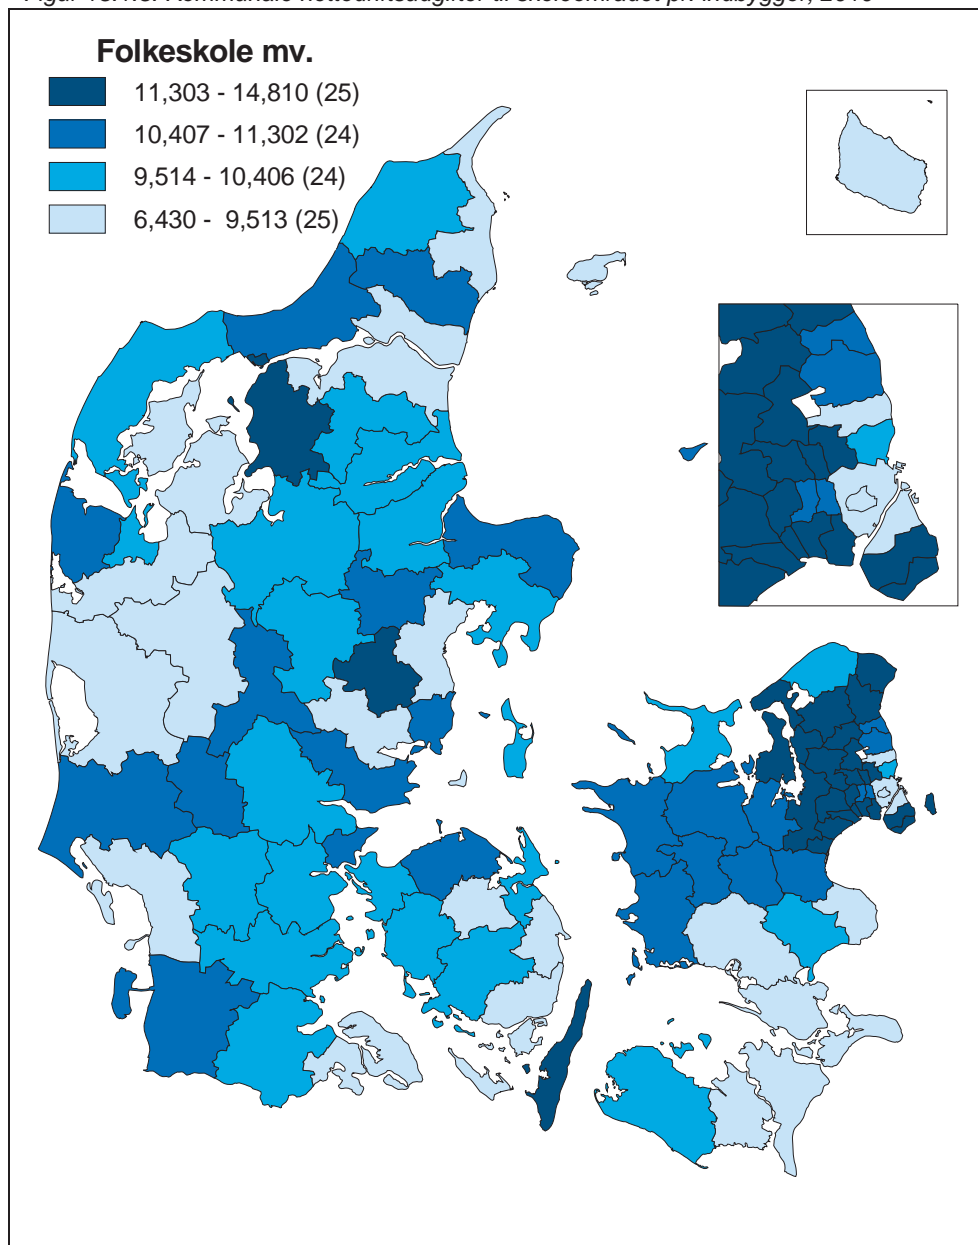 Folkeskole mv.
11,303 - 14,810 (25)
10,407 - 11,302 (24)
9,514 - 10,406 (24)
6,430 - 9,513 (25)